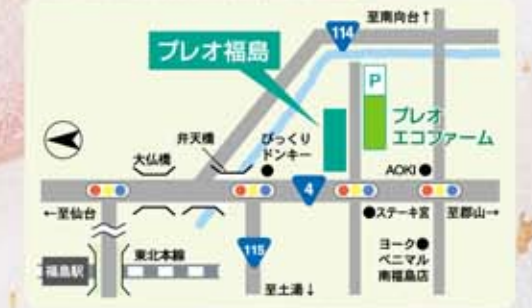 至南向台↑
114
プレオ福島
P
プレオ
エコファーム
弁天橋
びっくり
ドンキー
大仏橋
AOKI
4
←至仙台
ステーキ宮
至郡山→
東北本線
115
ヨーク
ベニマル
南福島店
福島駅
至土湯↓